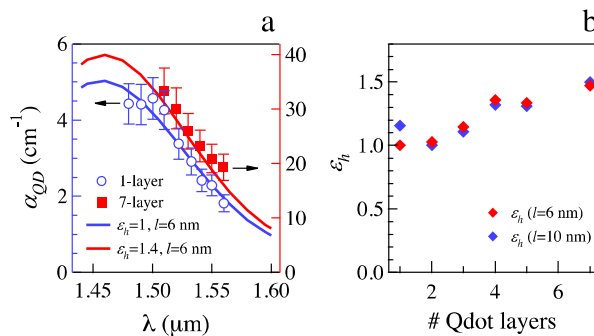 a
b
6
4
2
0
α_QD (cm⁻¹)
40
30
20
10
0
1-layer
7-layer
ε_h=1, l=6 nm
ε_h=1.4, l=6 nm
1.45
1.50
1.55
1.60
λ (μm)
2.0
1.5
1.0
0.5
0.0
ε_h
ε_h (l=6 nm)
ε_h (l=10 nm)
2
4
6
# Qdot layers